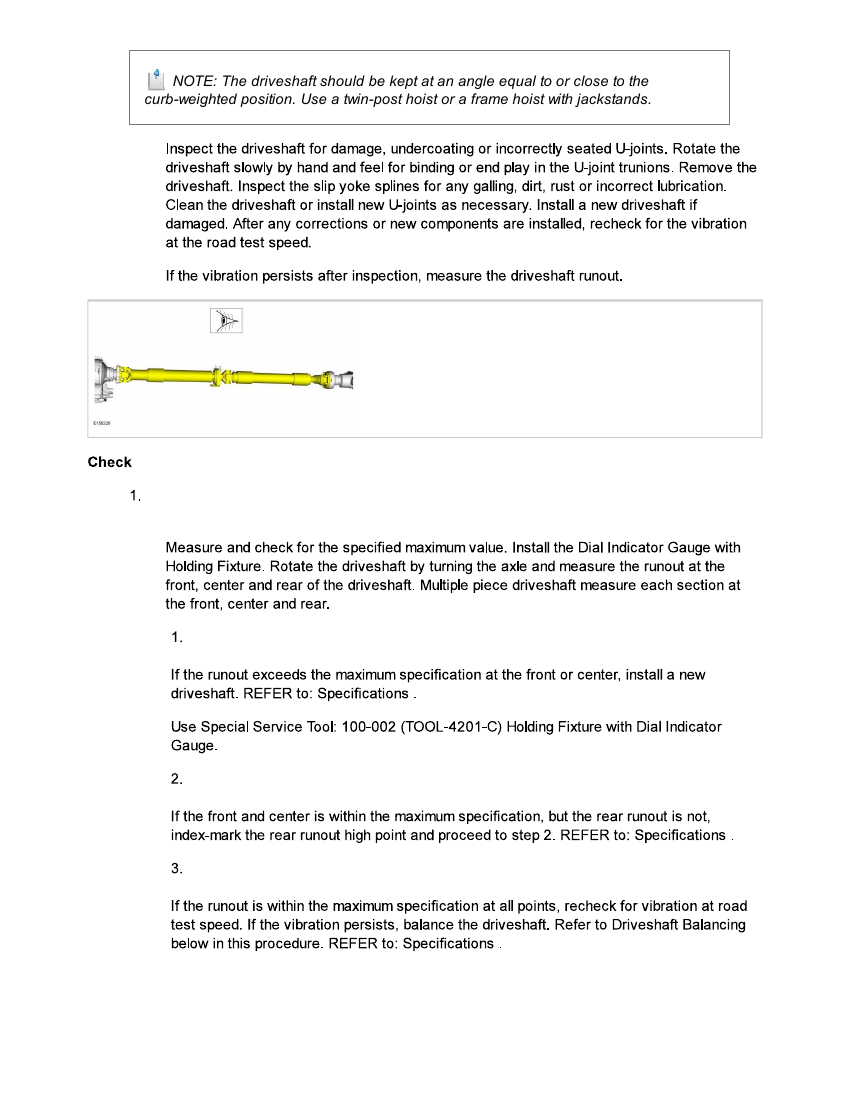 NOTE: The driveshaft should be kept at an angle equal to or close to the
curb-weighted position. Use a twin-post hoist or a frame hoist with jackstands.
Inspect the driveshaft for damage, undercoating or incorrectly seated U-joints. Rotate the
driveshaft slowly by hand and feel for binding or end play in the U-joint trunions. Remove the
driveshaft. Inspect the slip yoke splines for any galling, dirt, rust or incorrect lubrication.
Clean the driveshaft or install new U-joints as necessary. Install a new driveshaft if
damaged. After any corrections or new components are installed, recheck for the vibration
at the road test speed.
If the vibration persists after inspection, measure the driveshaft runout.
Check
1.
Measure and check for the specified maximum value. Install the Dial Indicator Gauge with
Holding Fixture. Rotate the driveshaft by turning the axle and measure the runout at the
front, center and rear of the driveshaft. Multiple piece driveshaft measure each section at
the front, center and rear.
1.
If the runout exceeds the maximum specification at the front or center, install a new
driveshaft. REFER to: Specifications .
Use Special Service Tool: 100-002 (TOOL-4201-C) Holding Fixture with Dial Indicator
Gauge.
2.
If the front and center is within the maximum specification, but the rear runout is not,
index-mark the rear runout high point and proceed to step 2. REFER to: Specifications .
3.
If the runout is within the maximum specification at all points, recheck for vibration at road
test speed. If the vibration persists, balance the driveshaft. Refer to Driveshaft Balancing
below in this procedure. REFER to: Specifications .